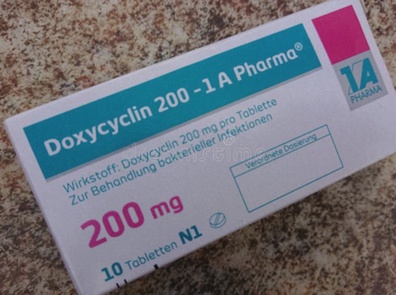 Doxycyclin 200 - 1 A Pharma®
1A
PHARMA
Wirkstoff: Doxycyclin 200 mg pro Tablette
Zur Behandlung bakterieller Infektionen
Verordnete Dosierung
200 mg
10 Tabletten N1